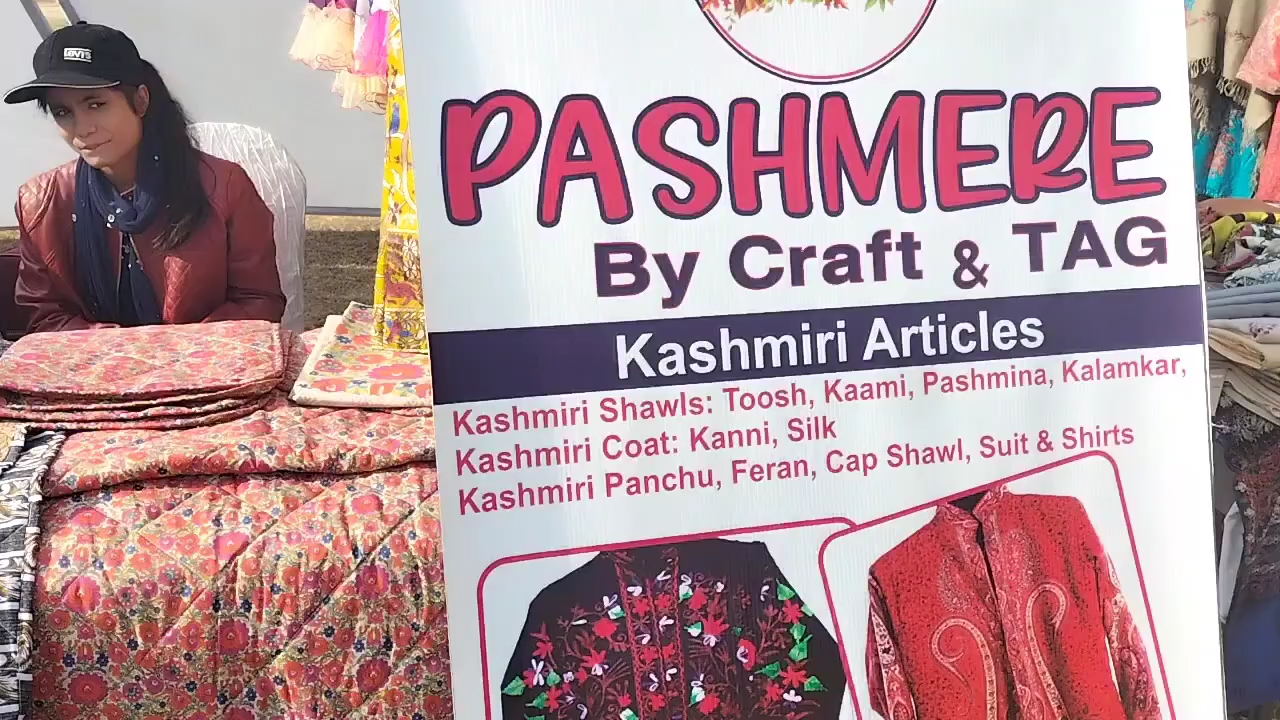 LEVI'S
PASHMERE
By Craft & TAG
Kashmiri Articles
Kashmiri Shawls: Toosh, Kaami, Pashmina, Kalamkar,
Kashmiri Coat: Kanni, Silk
Kashmiri Panchu, Feran, Cap Shawl, Suit & Shirts